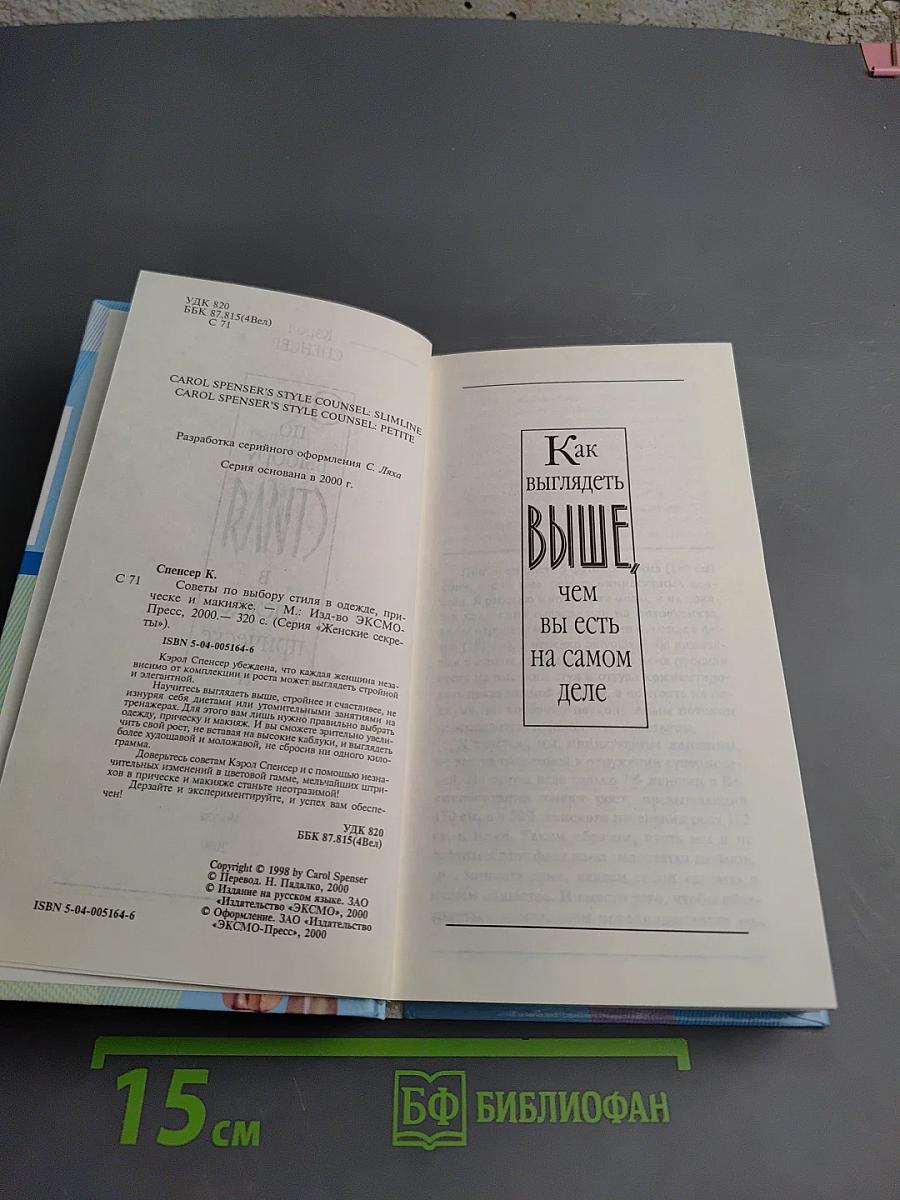 УДК 820
ББК 87.815(4Вел)
С 71
CAROL SPENSER'S STYLE COUNSEL: SLIMLINE
CAROL SPENSER'S STYLE COUNSEL: PETITE
Разработка серийного оформления С. Ляха
Серия основана в 2000 г.
Спенсер К.
С 71 Советы по выбору стиля в одежде, при-
ческе и макияже. — М.: Изд-во ЭКСМО-
Пресс, 2000.— 320 с. (Серия «Женские секре-
ты»).
ISBN 5-04-005164-6
Кэрол Спенсер убеждена, что каждая женщина неза-
висимо от комплекции и роста может выглядеть стройной
и элегантной.
Научитесь выглядеть выше, стройнее и счастливее, не
изнуряя себя диетами или утомительными занятиями на
тренажерах. Для этого вам лишь нужно правильно выбрать
одежду, прическу и макияж. И вы сможете зрительно увели-
чить свой рост, не вставая на высокие каблуки, и выглядеть
более худощавой и моложавой, не сбросив ни одного кило-
грамма.
Доверьтесь советам Кэрол Спенсер и с помощью незна-
чительных изменений в цветовой гамме, мельчайших штри-
хов в прическе и макияже станьте неотразимой!
Дерзайте и экспериментируйте, и успех вам обеспе-
чен!
УДК 820
ББК 87.815(4Вел)
Copyright © 1998 by Carol Spenser
© Перевод. Н. Падалко, 2000
© Издание на русском языке. ЗАО
«Издательство «ЭКСМО», 2000
© Оформление. ЗАО «Издательство
«ЭКСМО-Пресс», 2000
ISBN 5-04-005164-6
Как
выглядеть
ВЫШЕ,
чем
вы есть
на самом
деле
15 см
БФ БИБЛИОФАН